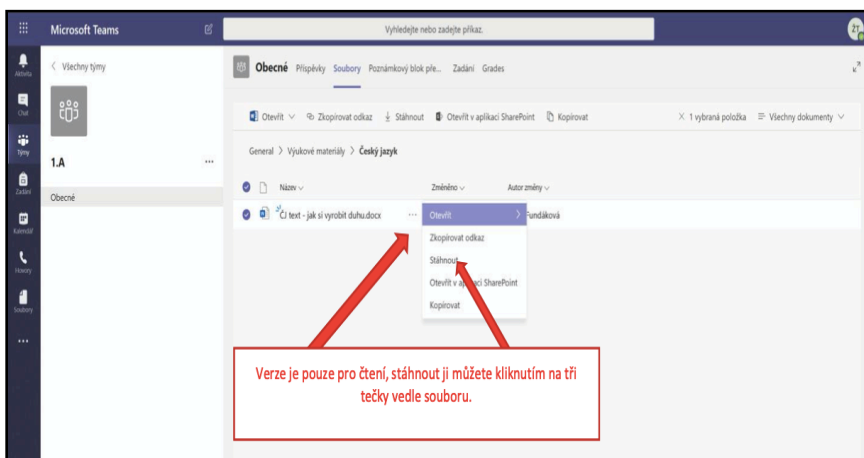 Microsoft Teams
Vyhledejte nebo zadejte příkaz.
ŽT
Aktivita
Chat
Týmy
Zadání
Kalendář
Hovory
Soubory
Všechny týmy
1.A
Obecné
Obecné Příspěvky Soubory Poznámkový blok pře... Zadání Grades
Otevřít Zkopírovat odkaz Stáhnout Otevřít v aplikaci SharePoint Kopírovat 1 vybraná položka Všechny dokumenty
General > Výukové materiály > Český jazyk
Název Změněno Autor změny
ČJ text - jak si vyrobit duhu.docx ... Fundáková
Otevřít
Zkopírovat odkaz
Stáhnout
Otevřít v aplikaci SharePoint
Kopírovat
Verze je pouze pro čtení, stáhnout ji můžete kliknutím na tři
tečky vedle souboru.